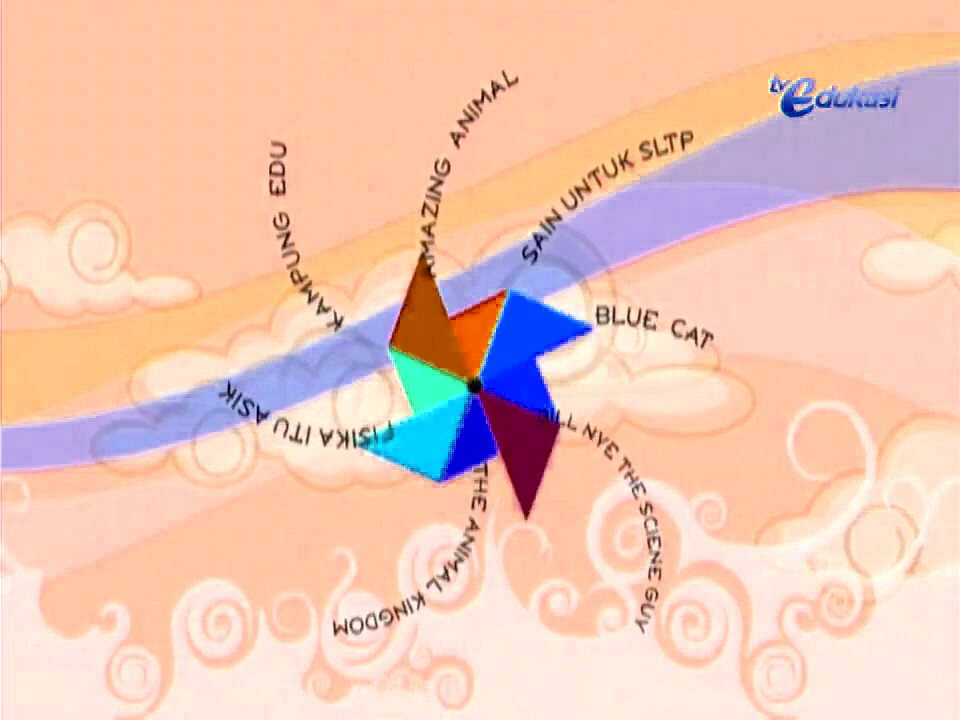 tv Edukasi
KAMPUNG EDU
AMAZING ANIMAL
SAIN UNTUK SLTP
BLUE CAT
BILL NYE THE SCIENE GUY
THE ANIMAL KINGDOM
FISIKA ITU ASIK